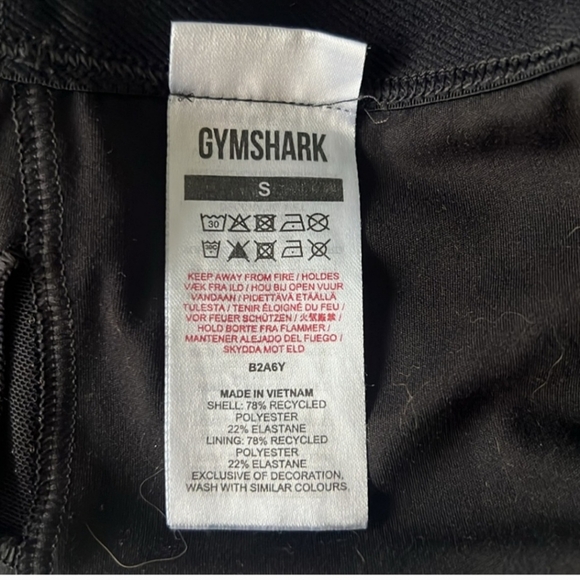 GYMSHARK
S
30
30C
KEEP AWAY FROM FIRE / HOLDES
VÆK FRA ILD / HOU BIJ OPEN VUUR
VANDAAN / PIDETTÄVÄ ETÄÄLLÄ
TULESTA / TENIR ÉLOIGNÉ DU FEU /
VOR FEUER SCHÜTZEN / 火気厳禁 /
HOLD BORTE FRA FLAMMER /
MANTENER ALEJADO DEL FUEGO /
SKYDDA MOT ELD
B2A6Y
MADE IN VIETNAM
SHELL: 78% RECYCLED
POLYESTER
22% ELASTANE
LINING: 78% RECYCLED
POLYESTER
22% ELASTANE
EXCLUSIVE OF DECORATION,
WASH WITH SIMILAR COLOURS.